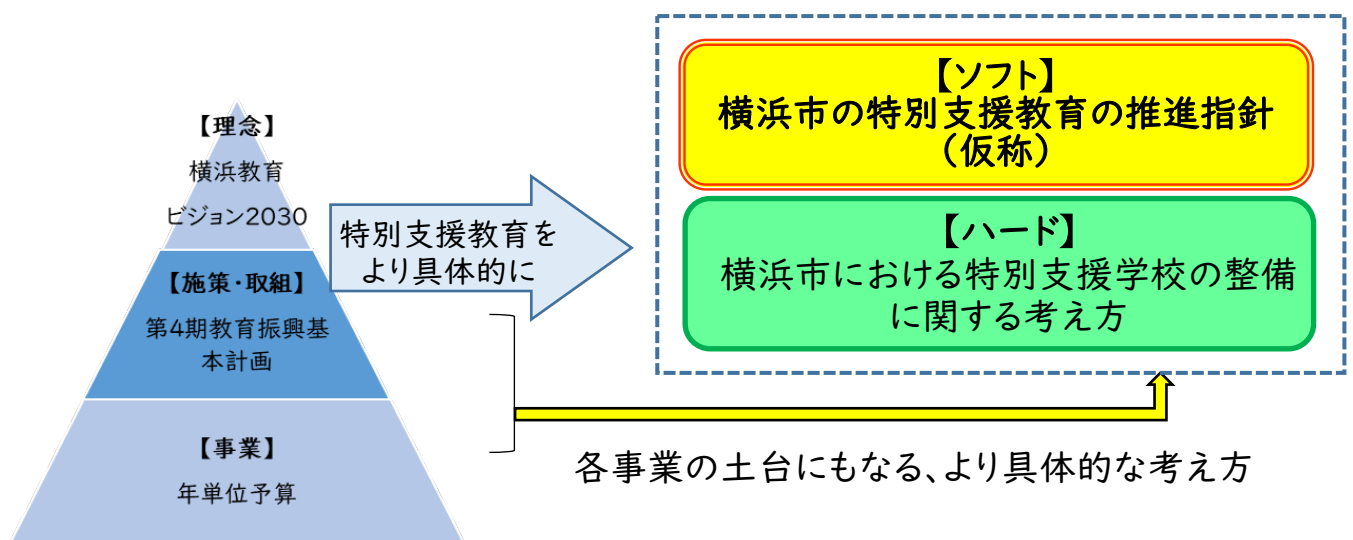 【理念】
横浜教育
ビジョン2030
【施策・取組】
第4期教育振興基
本計画
【事業】
年単位予算
特別支援教育を
より具体的に
【ソフト】
横浜市の特別支援教育の推進指針
（仮称）
【ハード】
横浜市における特別支援学校の整備
に関する考え方
各事業の土台にもなる、より具体的な考え方